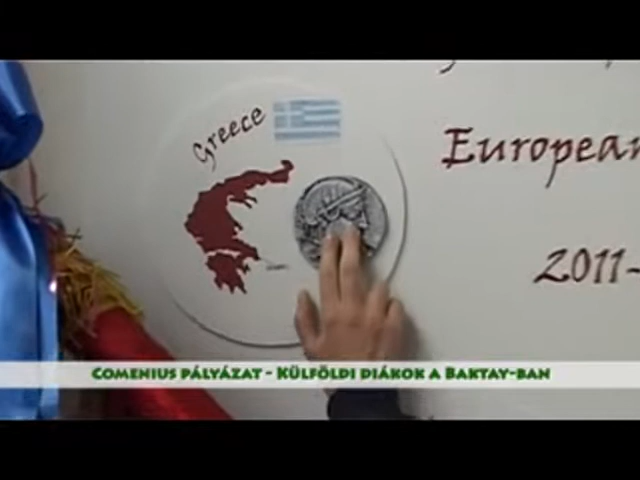 Greece
European
2011-
COMENIUS PÁLYÁZAT - KÜLFÖLDI DIÁKOK A BAKTAY-BAN